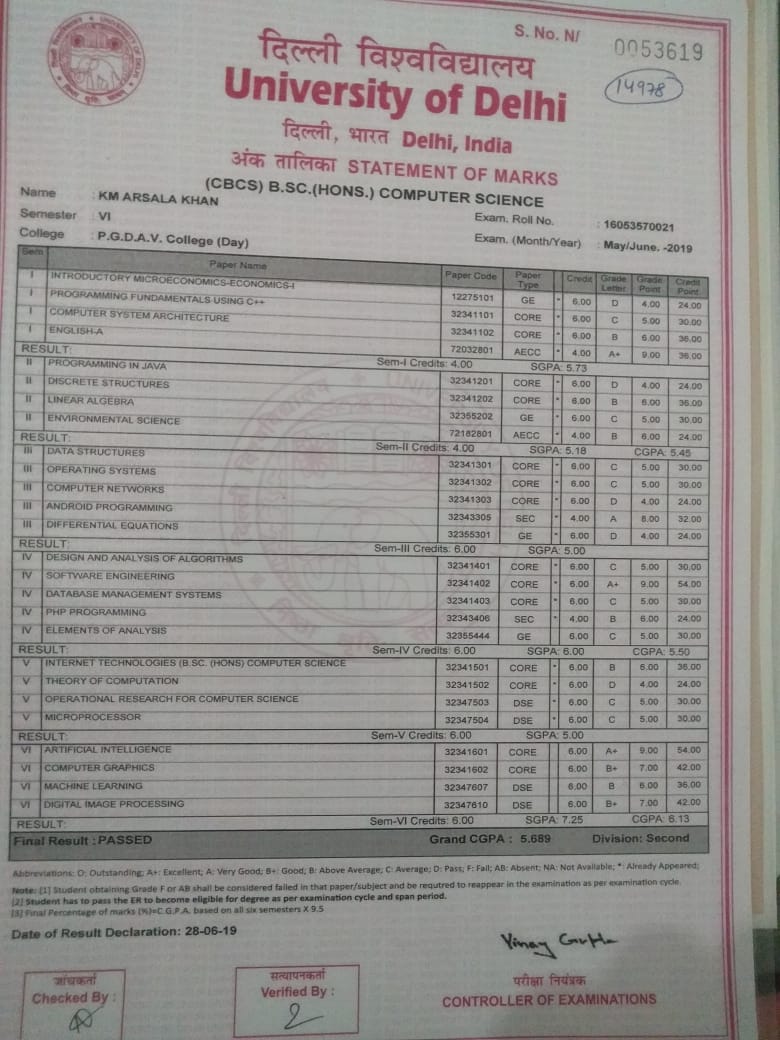 S. No. N/ 0053619
14978
दिल्ली विश्वविद्यालय
University of Delhi
दिल्ली, भारत Delhi, India
अंक तालिका STATEMENT OF MARKS
(CBCS) B.SC.(HONS.) COMPUTER SCIENCE
Name : KM ARSALA KHAN
Semester : VI Exam. Roll No. : 16053570021
College : P.G.D.A.V. College (Day) Exam. (Month/Year) : May/June. -2019
Sem Paper Name Paper Code Paper Type Credit Grade Letter Grade Point Credit Point
I INTRODUCTORY MICROECONOMICS-ECONOMICS-I 12275101 GE * 6.00 D 4.00 24.00
I PROGRAMMING FUNDAMENTALS USING C++ 32341101 CORE * 6.00 C 5.00 30.00
I COMPUTER SYSTEM ARCHITECTURE 32341102 CORE * 6.00 B 6.00 36.00
I ENGLISH-A 72032801 AECC * 4.00 A+ 9.00 36.00
RESULT: Sem-I Credits: 4.00 SGPA: 5.73
II PROGRAMMING IN JAVA 32341201 CORE * 6.00 D 4.00 24.00
II DISCRETE STRUCTURES 32341202 CORE * 6.00 B 6.00 36.00
II LINEAR ALGEBRA 32355202 GE * 6.00 C 5.00 30.00
II ENVIRONMENTAL SCIENCE 72182801 AECC * 4.00 B 6.00 24.00
RESULT: Sem-II Credits: 4.00 SGPA: 5.18 CGPA: 5.45
III DATA STRUCTURES 32341301 CORE * 6.00 C 5.00 30.00
III OPERATING SYSTEMS 32341302 CORE * 6.00 C 5.00 30.00
III COMPUTER NETWORKS 32341303 CORE * 6.00 D 4.00 24.00
III ANDROID PROGRAMMING 32343305 SEC * 4.00 A 8.00 32.00
III DIFFERENTIAL EQUATIONS 32355301 GE * 6.00 D 4.00 24.00
RESULT: Sem-III Credits: 6.00 SGPA: 5.00
IV DESIGN AND ANALYSIS OF ALGORITHMS 32341401 CORE * 6.00 C 5.00 30.00
IV SOFTWARE ENGINEERING 32341402 CORE * 6.00 A+ 9.00 54.00
IV DATABASE MANAGEMENT SYSTEMS 32341403 CORE * 6.00 C 5.00 30.00
IV PHP PROGRAMMING 32343406 SEC * 4.00 B 6.00 24.00
IV ELEMENTS OF ANALYSIS 32355444 GE 6.00 C 5.00 30.00
RESULT: Sem-IV Credits: 6.00 SGPA: 6.00 CGPA: 5.50
V INTERNET TECHNOLOGIES (B.SC. (HONS) COMPUTER SCIENCE 32341501 CORE * 6.00 B 6.00 36.00
V THEORY OF COMPUTATION 32341502 CORE * 6.00 D 4.00 24.00
V OPERATIONAL RESEARCH FOR COMPUTER SCIENCE 32347503 DSE * 6.00 C 5.00 30.00
V MICROPROCESSOR 32347504 DSE * 6.00 C 5.00 30.00
RESULT: Sem-V Credits: 6.00 SGPA: 5.00
VI ARTIFICIAL INTELLIGENCE 32341601 CORE 6.00 A+ 9.00 54.00
VI COMPUTER GRAPHICS 32341602 CORE 6.00 B+ 7.00 42.00
VI MACHINE LEARNING 32347607 DSE 6.00 B 6.00 36.00
VI DIGITAL IMAGE PROCESSING 32347610 DSE 6.00 B+ 7.00 42.00
RESULT: Sem-VI Credits: 6.00 SGPA: 7.25 CGPA: 6.13
Final Result : PASSED Grand CGPA : 5.689 Division: Second
Abbreviations: O: Outstanding; A+: Excellent; A: Very Good; B+: Good; B: Above Average; C: Average; D: Pass; F: Fail; AB: Absent; NA: Not Available; *: Already Appeared;
Note: [1] Student obtaining Grade F or AB shall be considered failed in that paper/subject and be required to reappear in the examination as per examination cycle.
[2] Student has to pass the ER to become eligible for degree as per examination cycle and span period.
[3] Final Percentage of marks (%)=C.G.P.A. based on all six semesters X 9.5
Date of Result Declaration: 28-06-19
Vinay Gupta
जांचकर्ता
Checked By :
सत्यापनकर्ता
Verified By :
2
परीक्षा नियंत्रक
CONTROLLER OF EXAMINATIONS